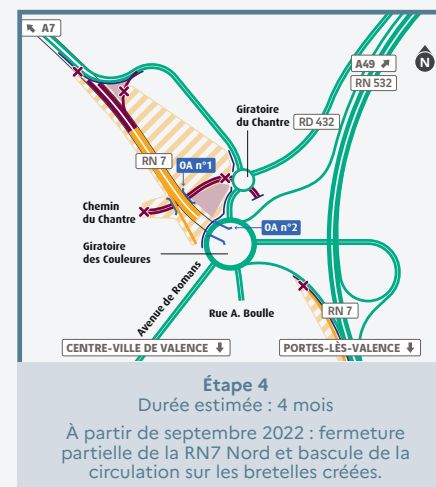 ↖ A7
A49 ↗
RN 532
N
Giratoire
du Chantre
RD 432
RN 7
OA n°1
Chemin
du Chantre
OA n°2
Giratoire
des Couleures
Avenue de Romans
Rue A. Boulle
RN 7
CENTRE-VILLE DE VALENCE ↓
PORTES-LÈS-VALENCE ↓
Étape 4
Durée estimée : 4 mois
À partir de septembre 2022 : fermeture
partielle de la RN7 Nord et bascule de la
circulation sur les bretelles créées.